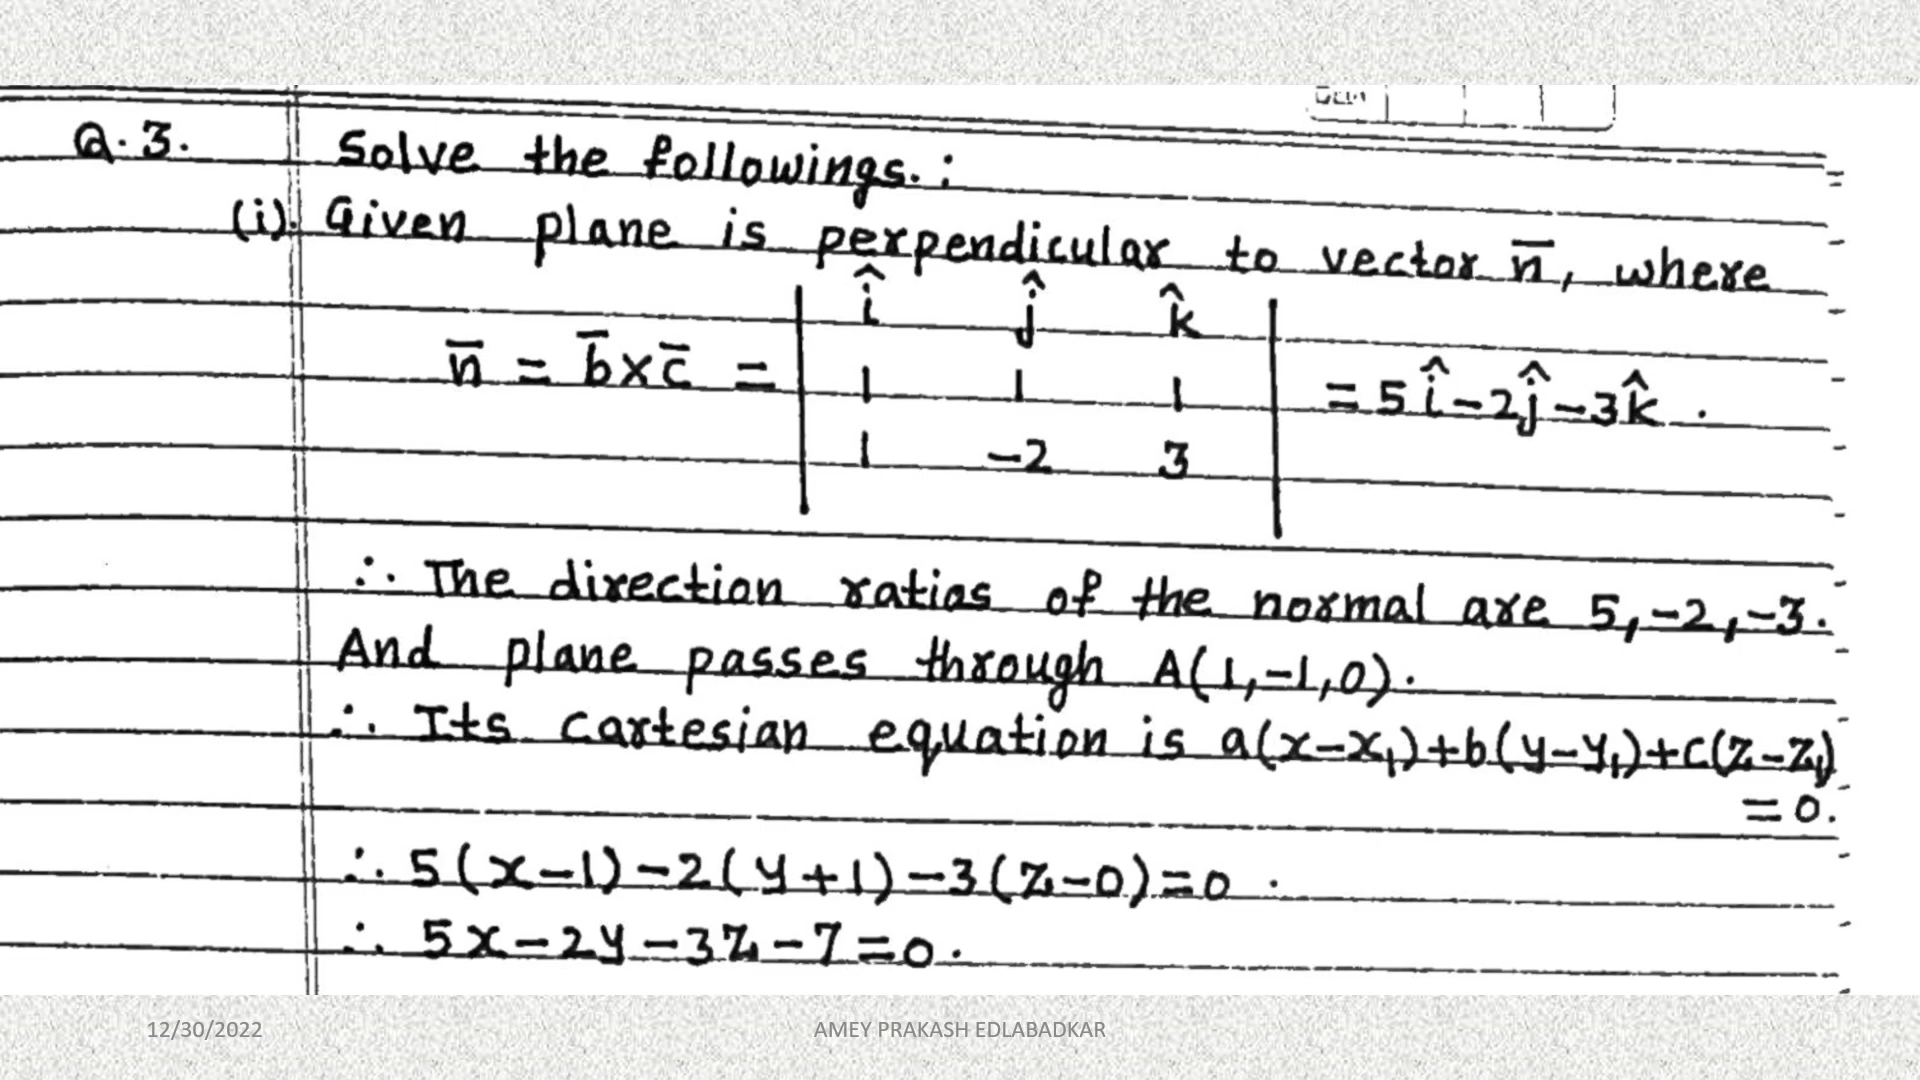 Q.3. Solve the followings.:
(i). Given plane is perpendicular to vector n̅, where
î ĵ k̂
n̅ = b̅×c̅ = | 1 1 1 | = 5î-2ĵ-3k̂.
1 -2 3
∴ The direction ratios of the normal are 5,-2,-3.
And plane passes through A(1,-1,0).
∴ Its cartesian equation is a(x-x₁)+b(y-y₁)+c(z-z₁)
=0.
∴ 5(x-1)-2(y+1)-3(z-0)=0.
∴ 5x-2y-3z-7=0.
12/30/2022 AMEY PRAKASH EDLABADKAR